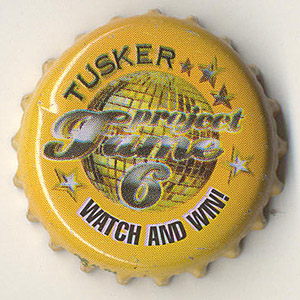 TUSKER
project
Fame
6
WATCH AND WIN!